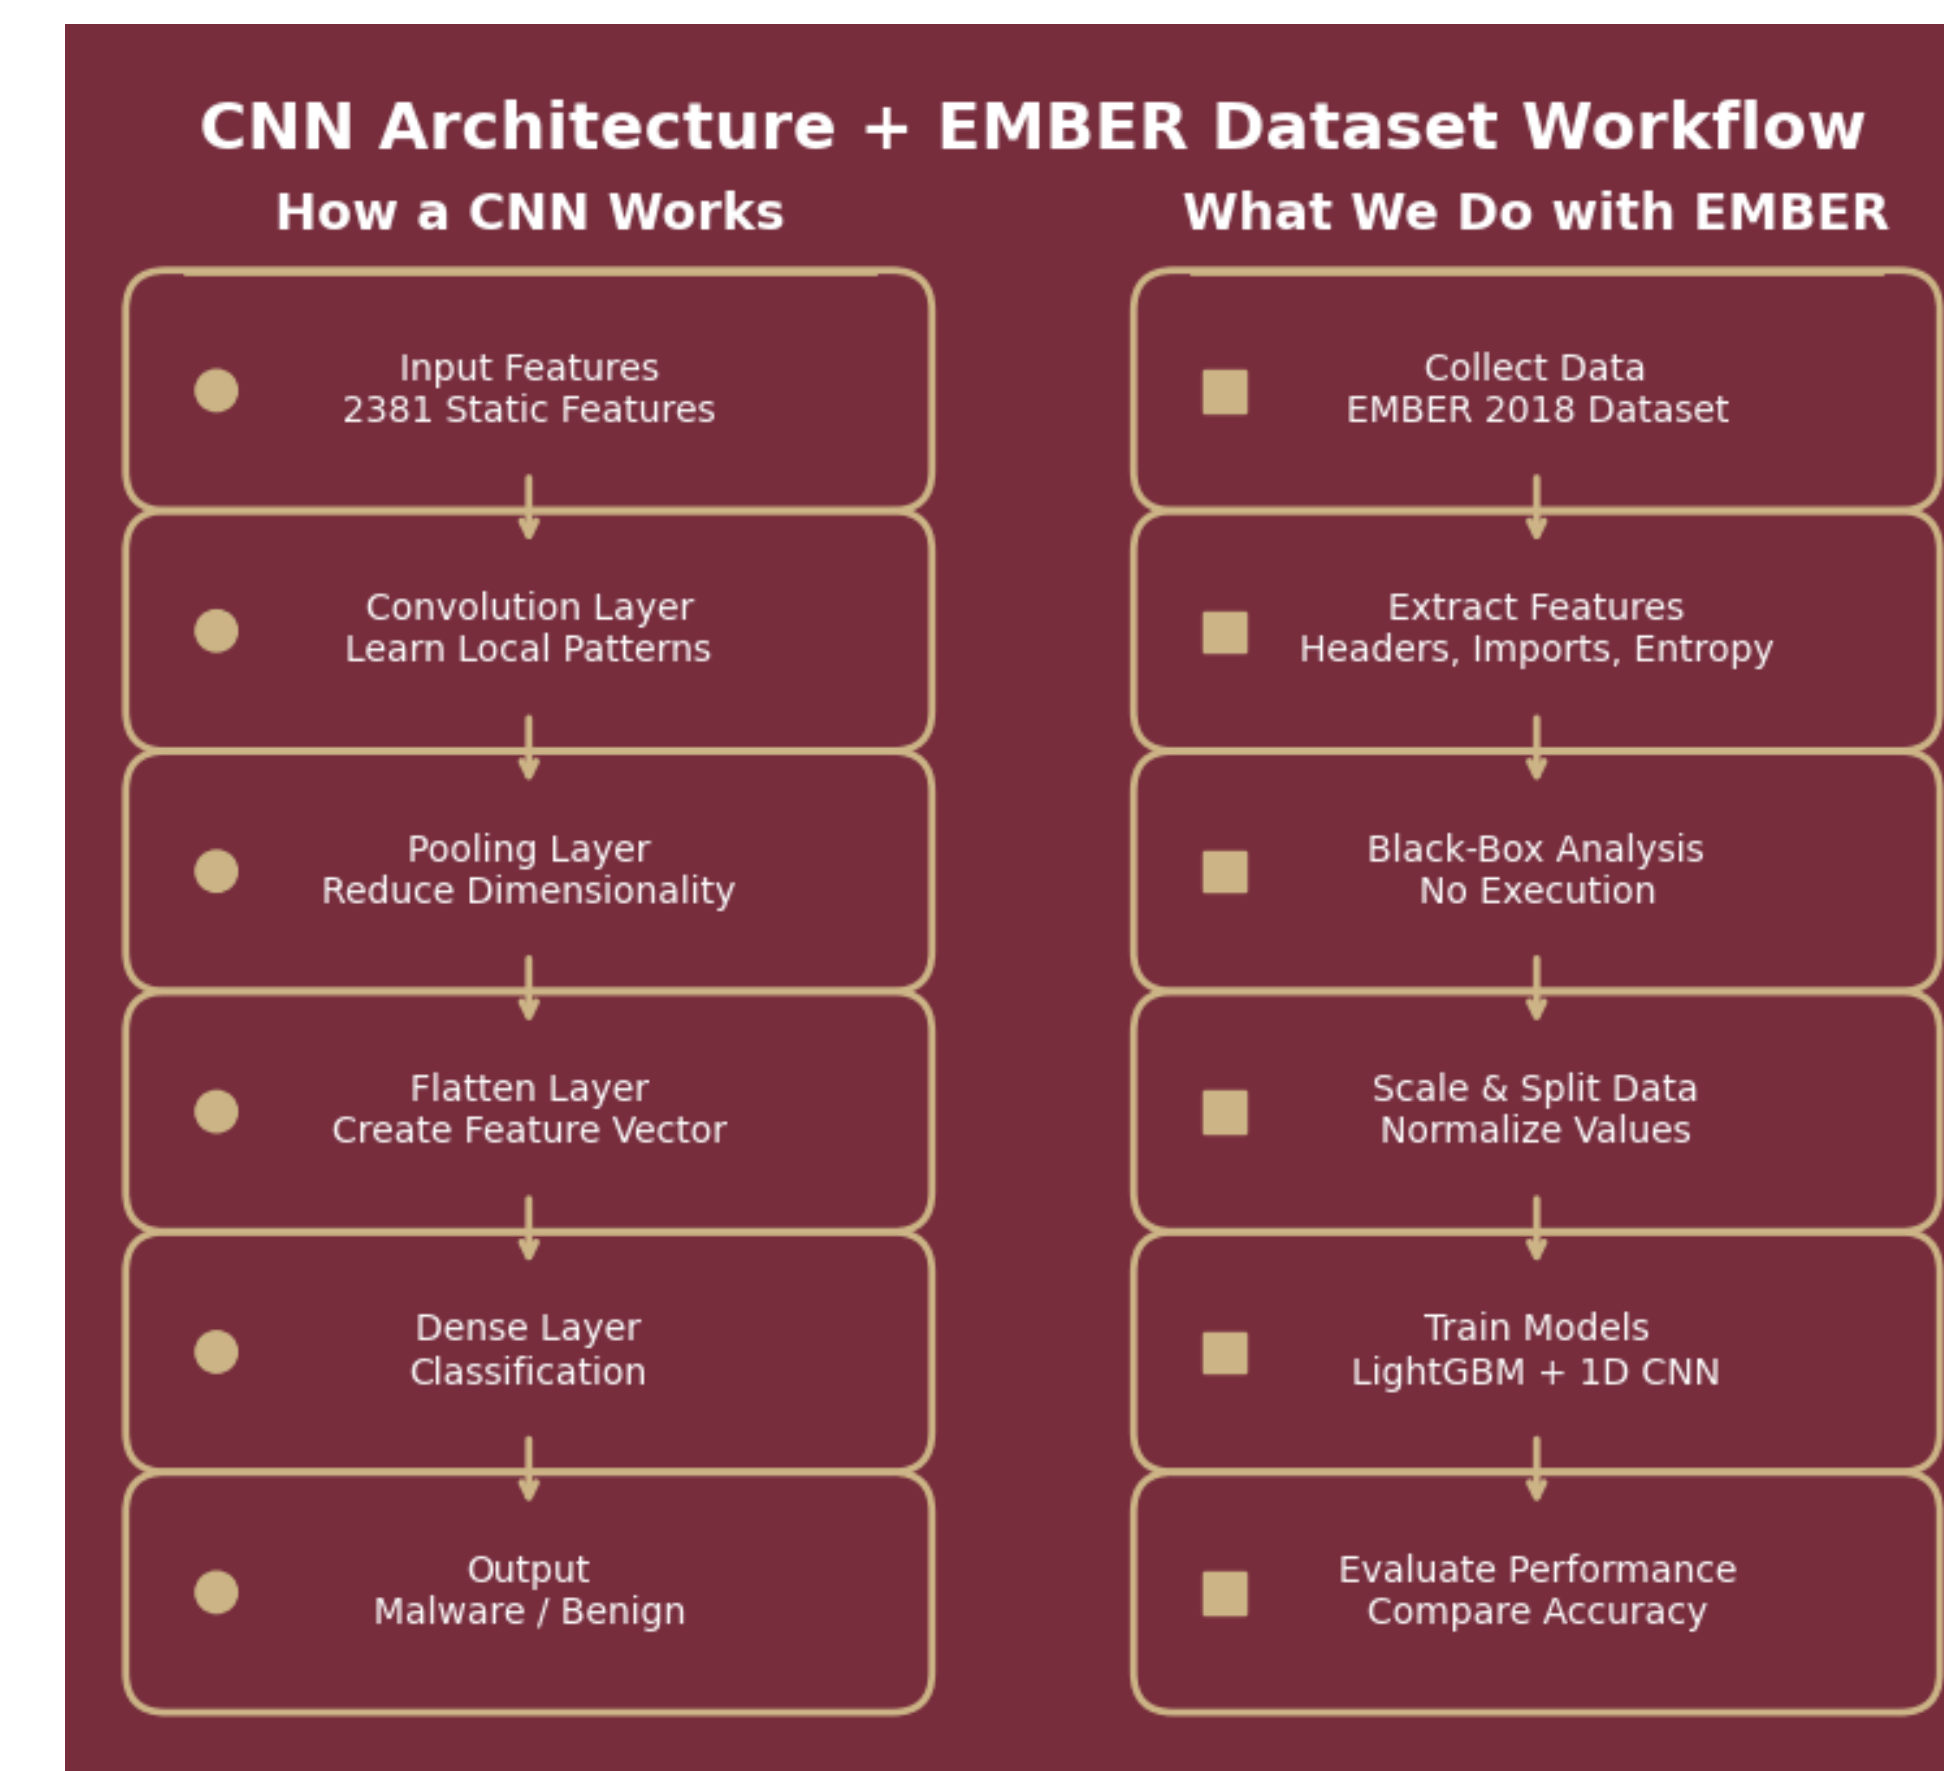 CNN Architecture + EMBER Dataset Workflow
How a CNN Works
Input Features
2381 Static Features
Convolution Layer
Learn Local Patterns
Pooling Layer
Reduce Dimensionality
Flatten Layer
Create Feature Vector
Dense Layer
Classification
Output
Malware / Benign
What We Do with EMBER
Collect Data
EMBER 2018 Dataset
Extract Features
Headers, Imports, Entropy
Black-Box Analysis
No Execution
Scale & Split Data
Normalize Values
Train Models
LightGBM + 1D CNN
Evaluate Performance
Compare Accuracy